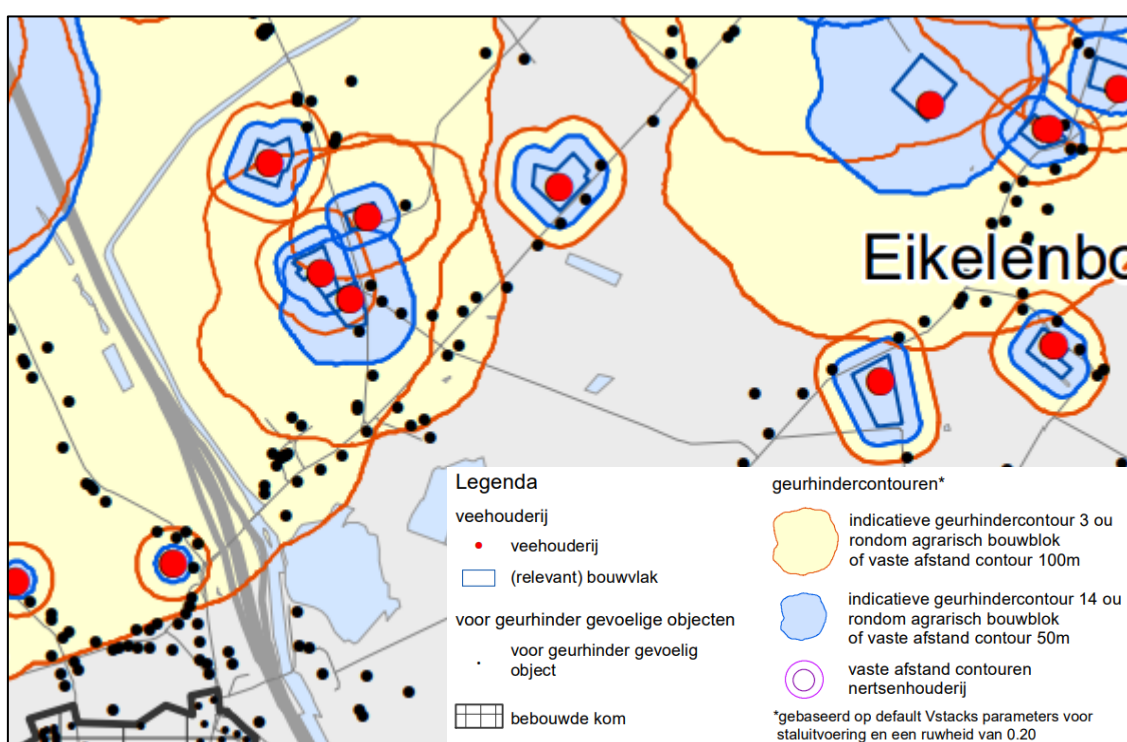 Eikelenbo
Legenda
veehouderij
veehouderij
(relevant) bouwvlak
voor geurhinder gevoelige objecten
voor geurhinder gevoelig
object
bebouwde kom
geurhindercontouren*
indicatieve geurhindercontour 3 ou
rondom agrarisch bouwblok
of vaste afstand contour 100m
indicatieve geurhindercontour 14 ou
rondom agrarisch bouwblok
of vaste afstand contour 50m
vaste afstand contouren
nertsenhouderij
*gebaseerd op default Vstacks parameters voor
staluitvoering en een ruwheid van 0.20